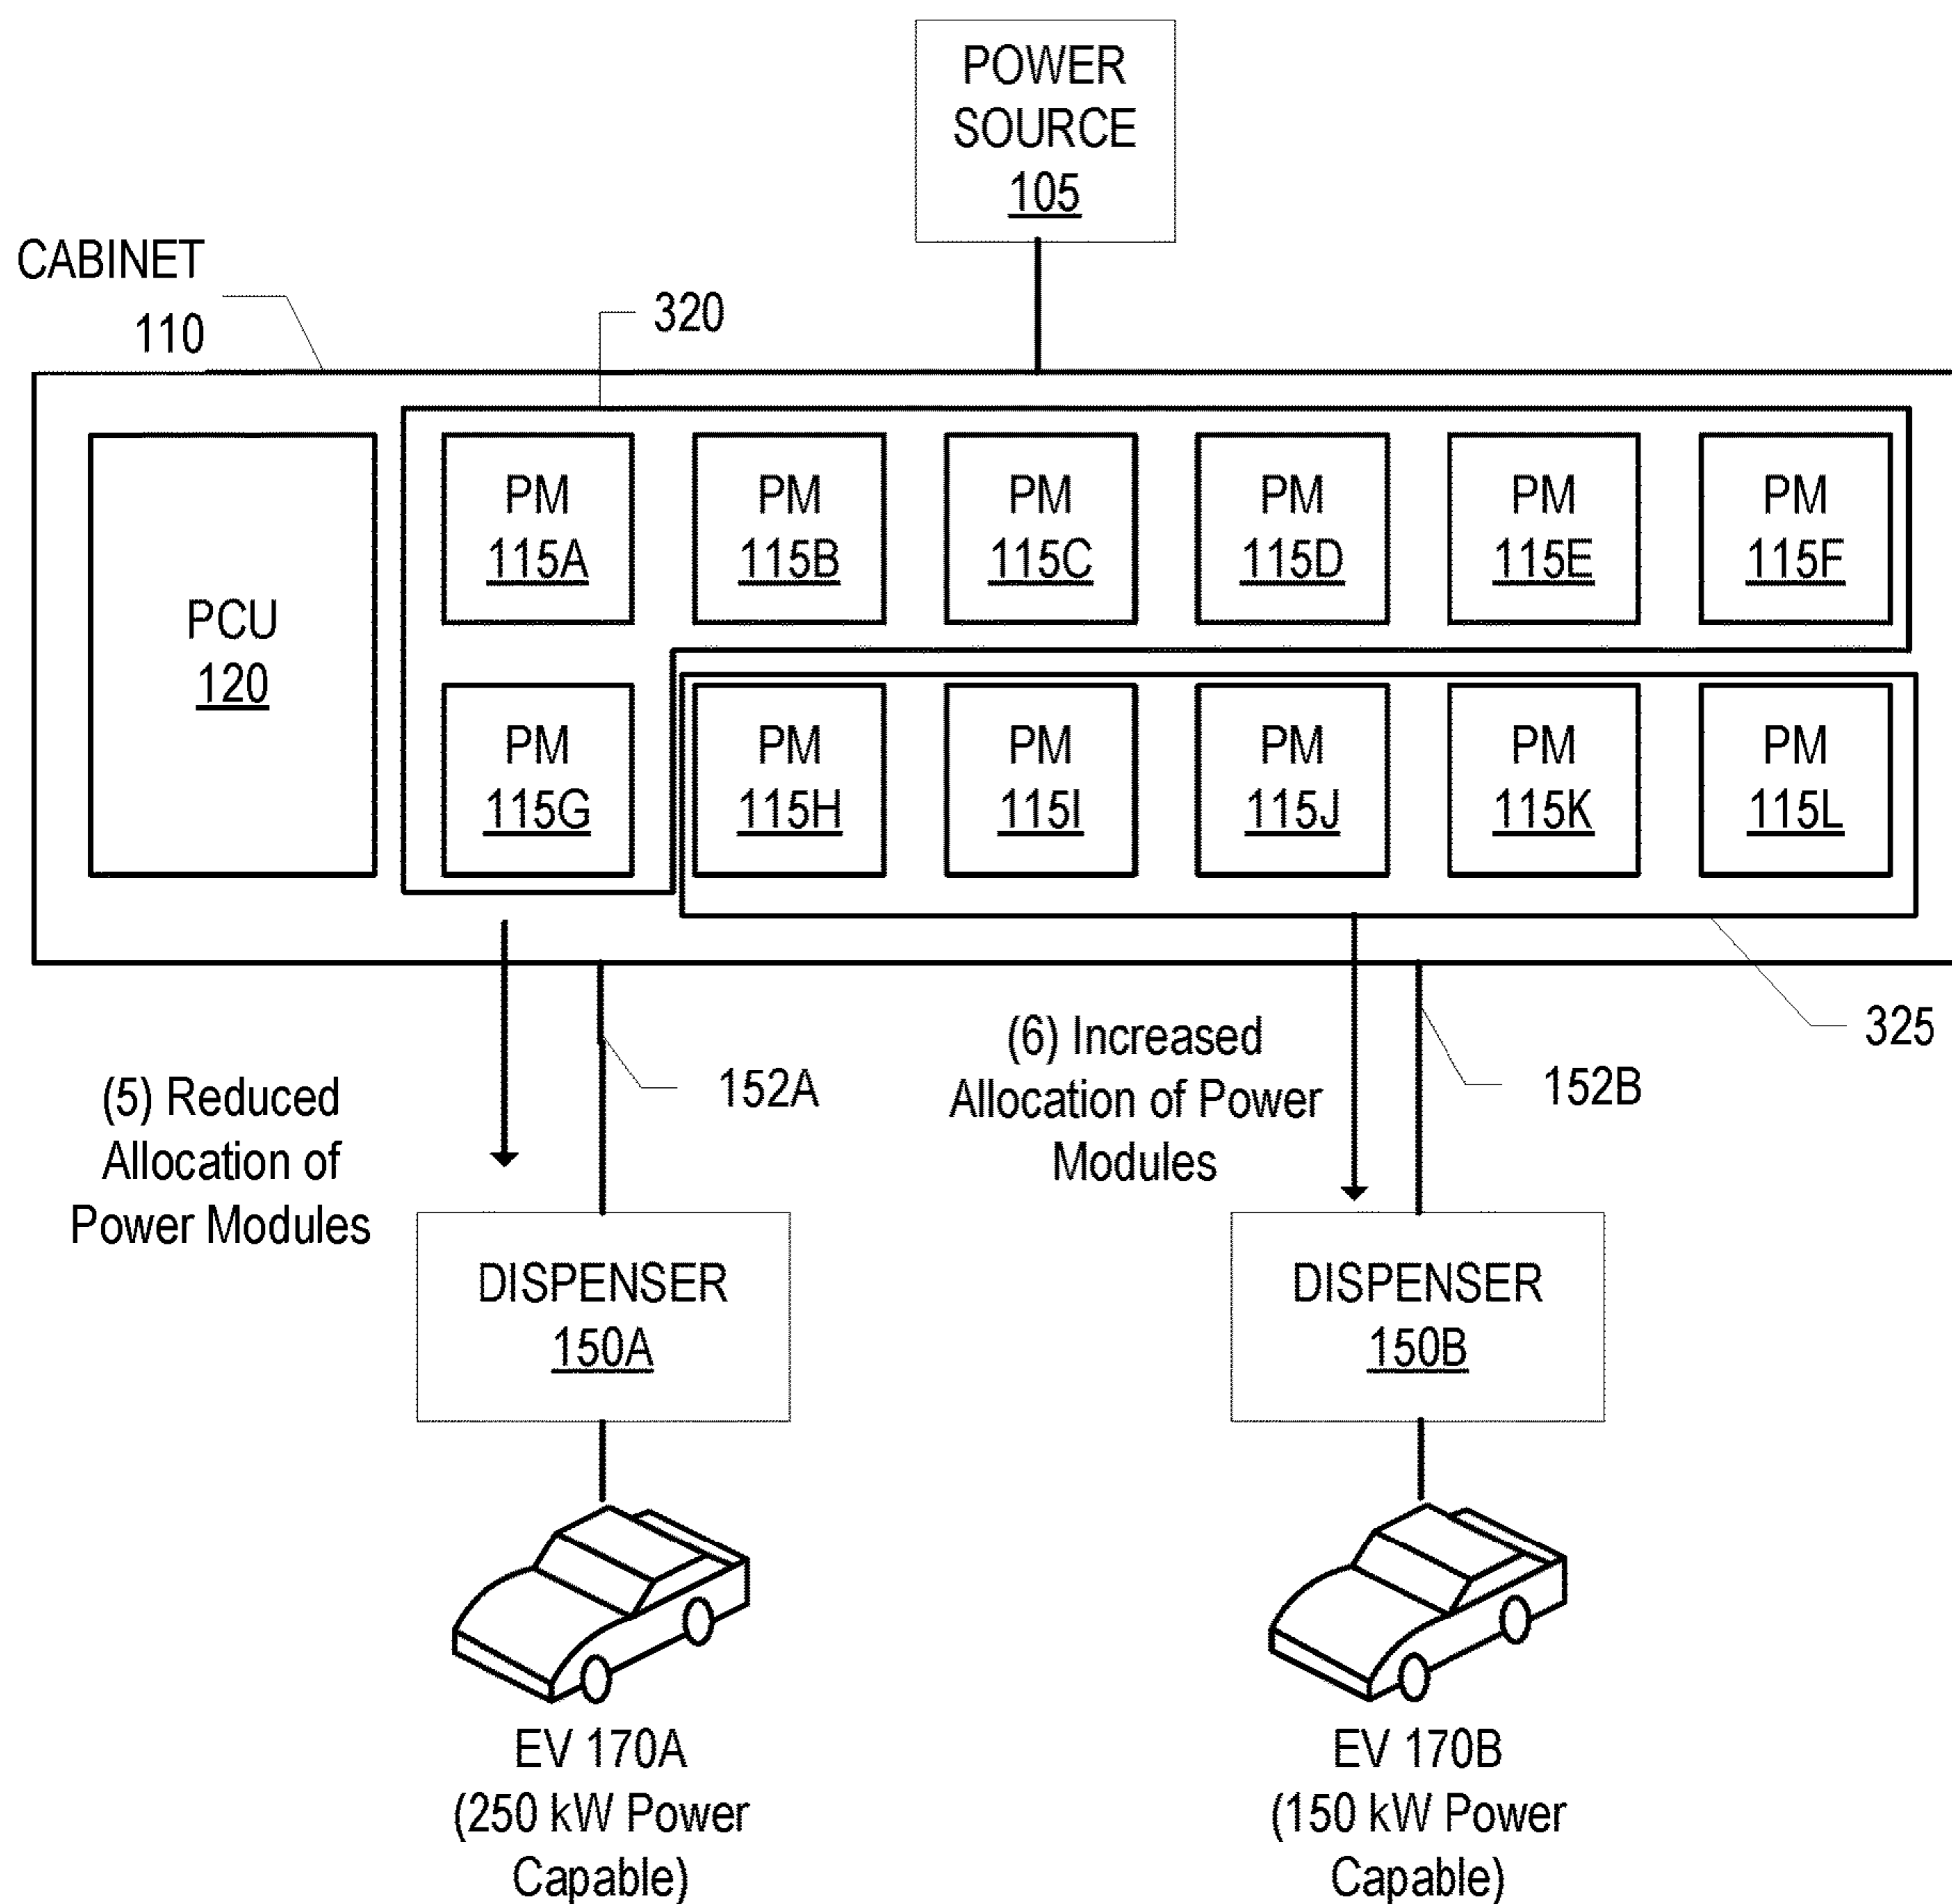 POWER
SOURCE
105
CABINET
110
320
PCU
120
PM
115A
PM
115B
PM
115C
PM
115D
PM
115E
PM
115F
PM
115G
PM
115H
PM
115I
PM
115J
PM
115K
PM
115L
325
(5) Reduced
Allocation of
Power Modules
152A
(6) Increased
Allocation of Power
Modules
152B
DISPENSER
150A
DISPENSER
150B
EV 170A
(250 kW Power
Capable)
EV 170B
(150 kW Power
Capable)